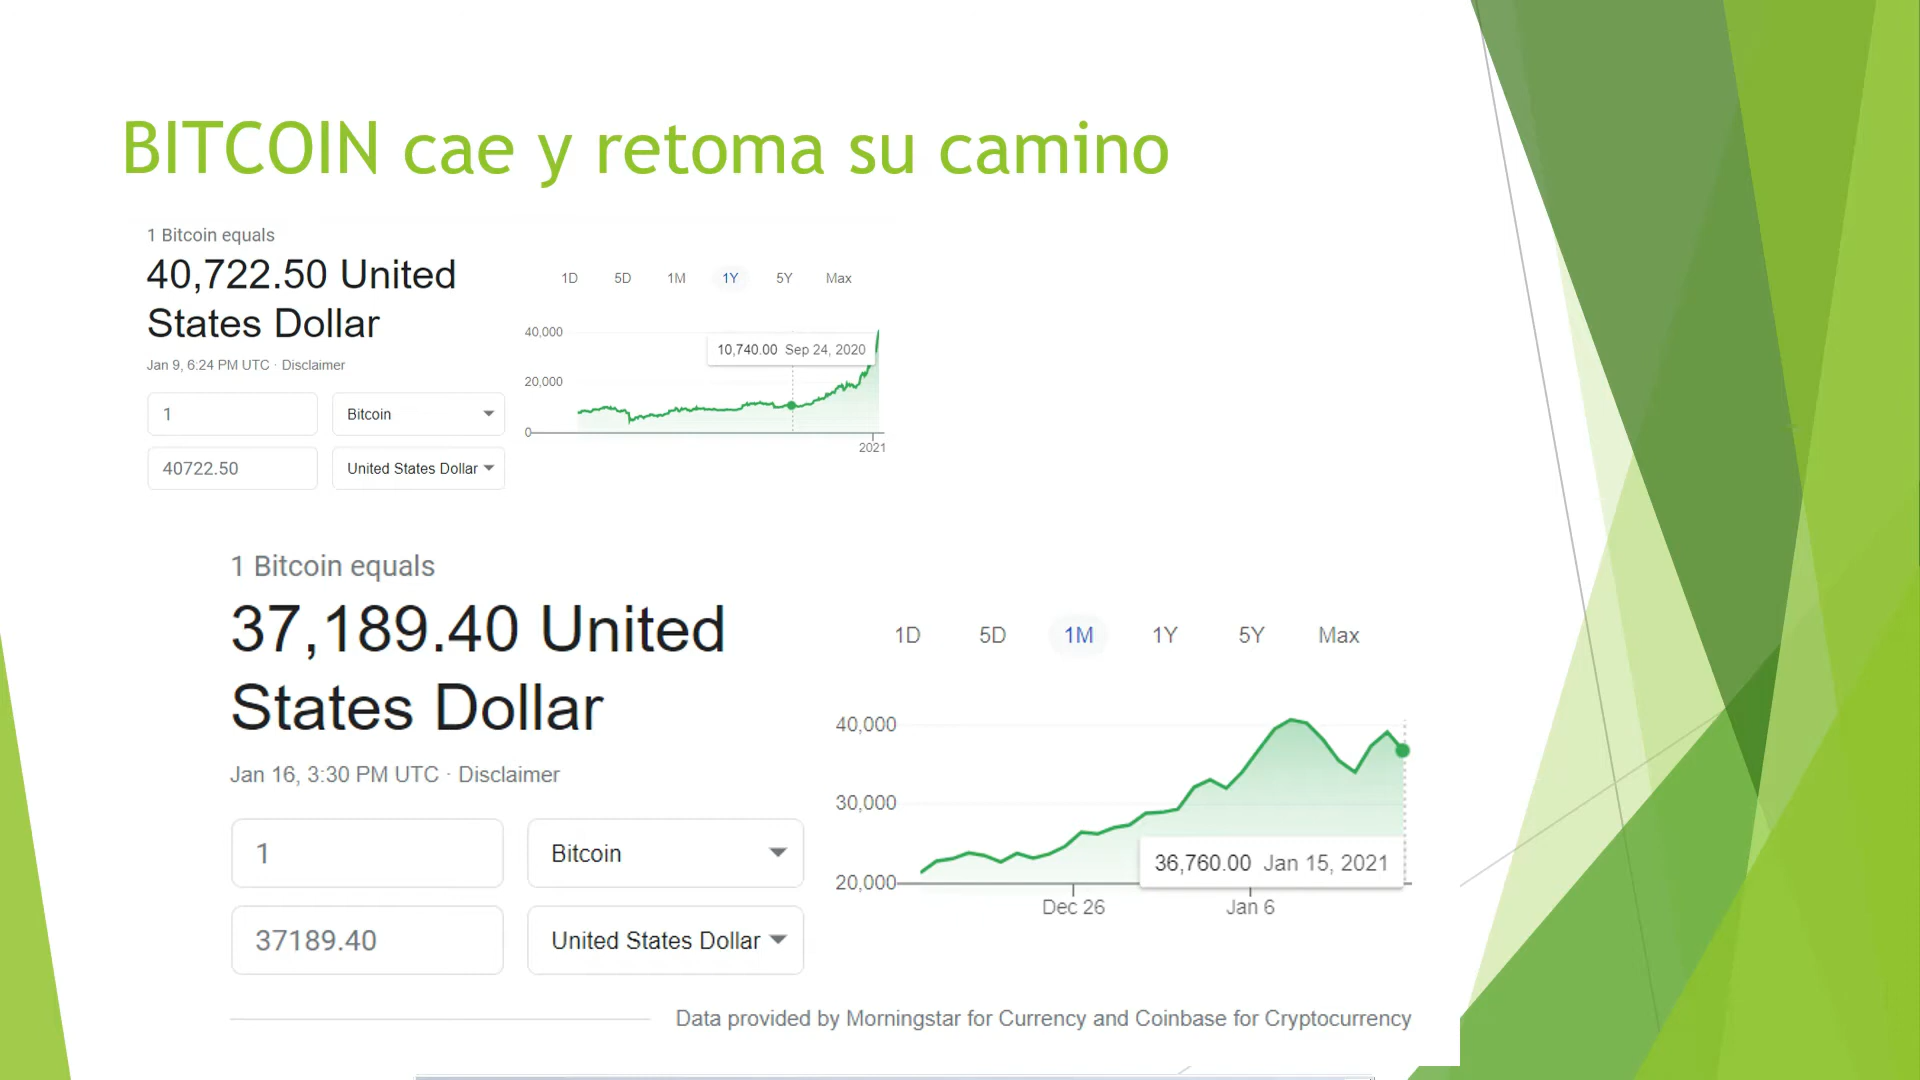 BITCOIN cae y retoma su camino
1 Bitcoin equals
40,722.50 United
States Dollar
Jan 9, 6:24 PM UTC · Disclaimer
1 Bitcoin
40722.50 United States Dollar
1D 5D 1M 1Y 5Y Max
40,000
10,740.00 Sep 24, 2020
20,000
0
2021
1 Bitcoin equals
37,189.40 United
States Dollar
Jan 16, 3:30 PM UTC · Disclaimer
1 Bitcoin
37189.40 United States Dollar
1D 5D 1M 1Y 5Y Max
40,000
30,000
36,760.00 Jan 15, 2021
20,000
Dec 26 Jan 6
Data provided by Morningstar for Currency and Coinbase for Cryptocurrency